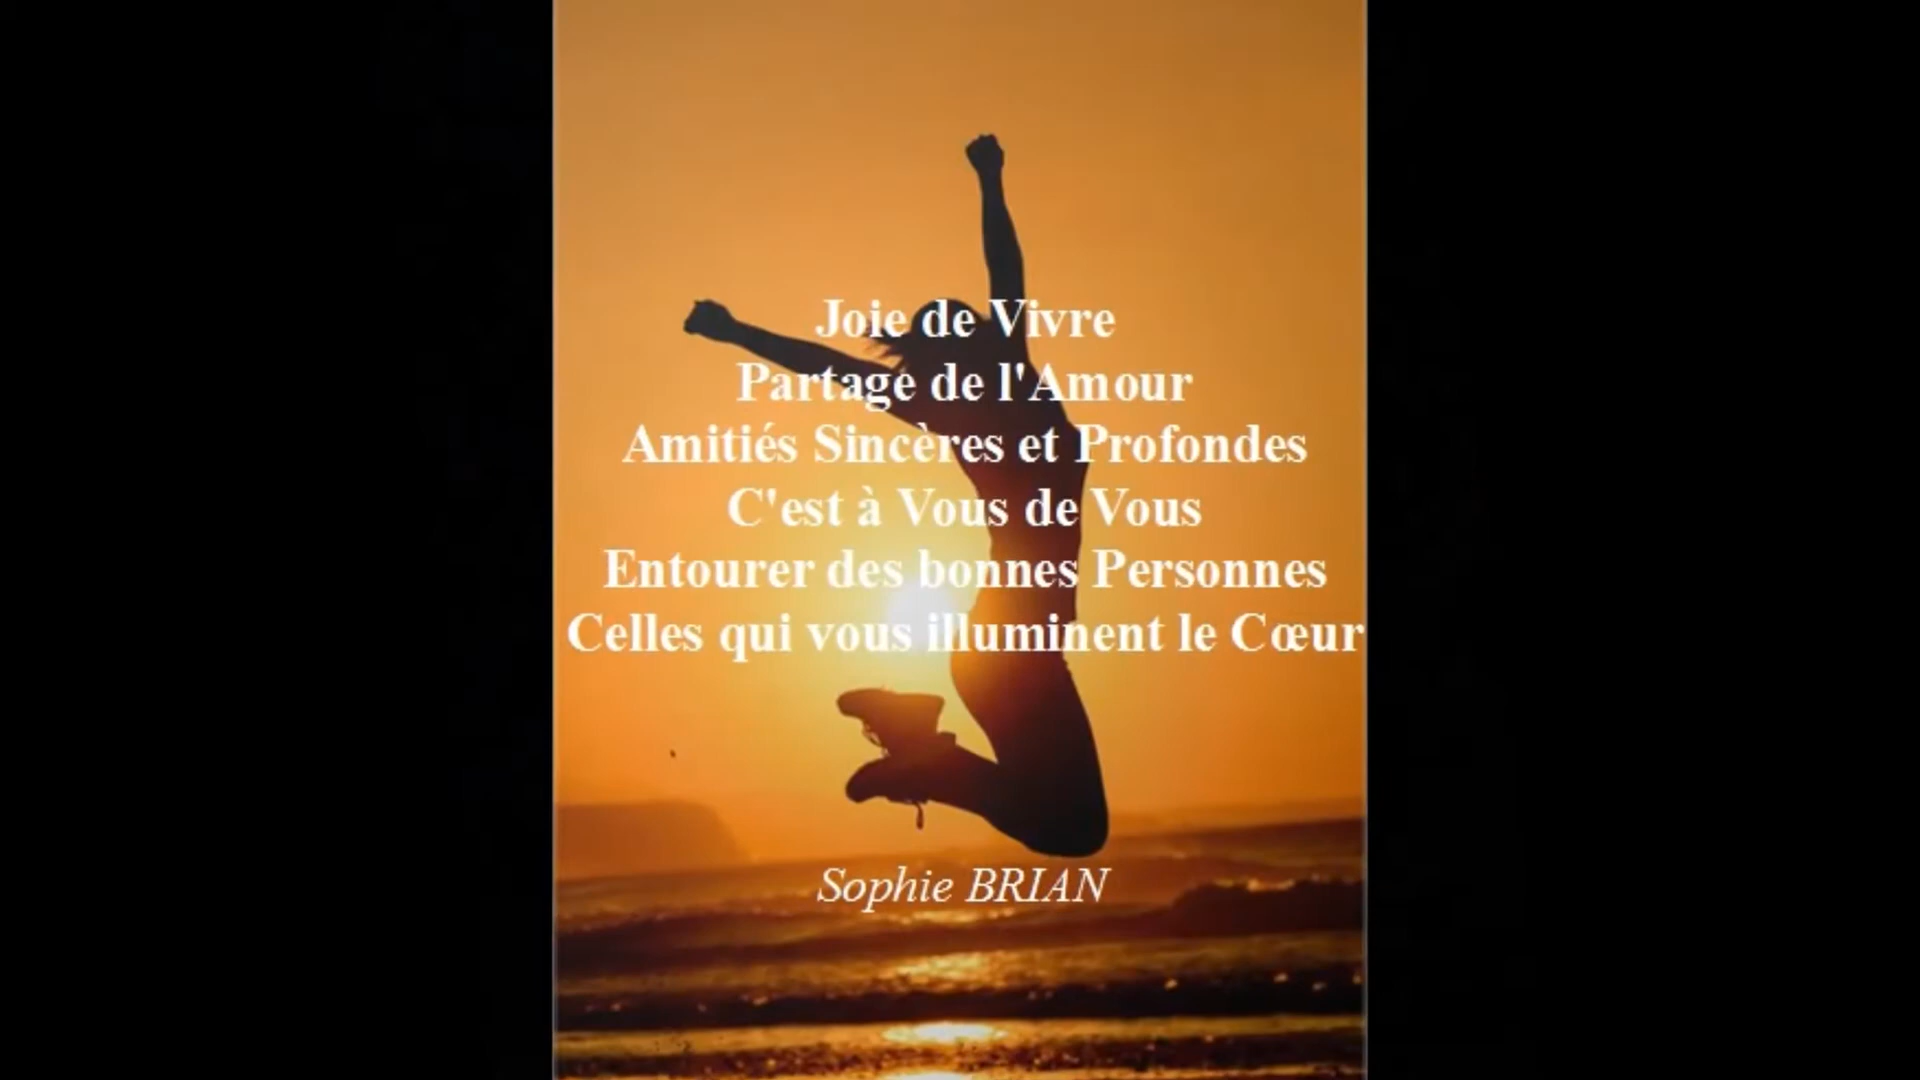 Joie de Vivre
Partage de l'Amour
Amitiés Sincères et Profondes
C'est à Vous de Vous
Entourer des bonnes Personnes
Celles qui vous illuminent le Cœur
Sophie BRIAN